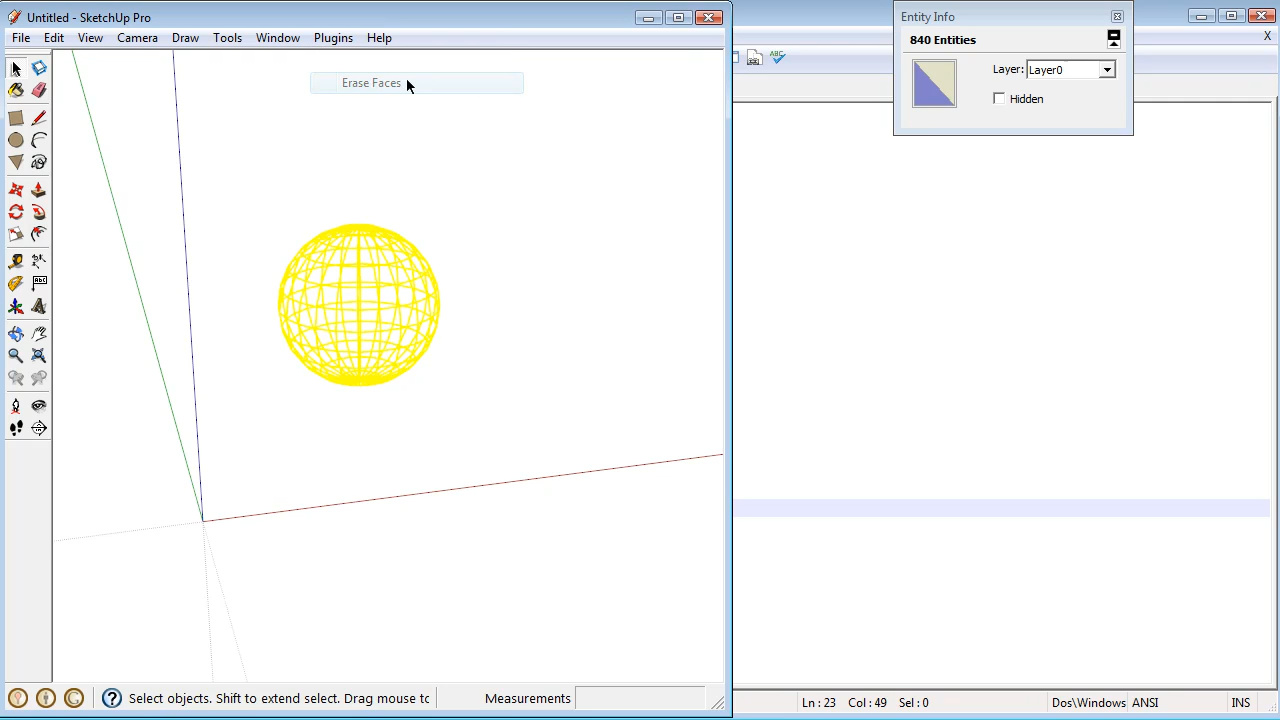 Untitled - SketchUp Pro
File Edit View Camera Draw Tools Window Plugins Help
Erase Faces
Entity Info
840 Entities
Layer: Layer0
Hidden
X
ABC
Select objects. Shift to extend select. Drag mouse tc
Measurements
Ln : 23 Col : 49 Sel : 0
Dos\Windows ANSI INS